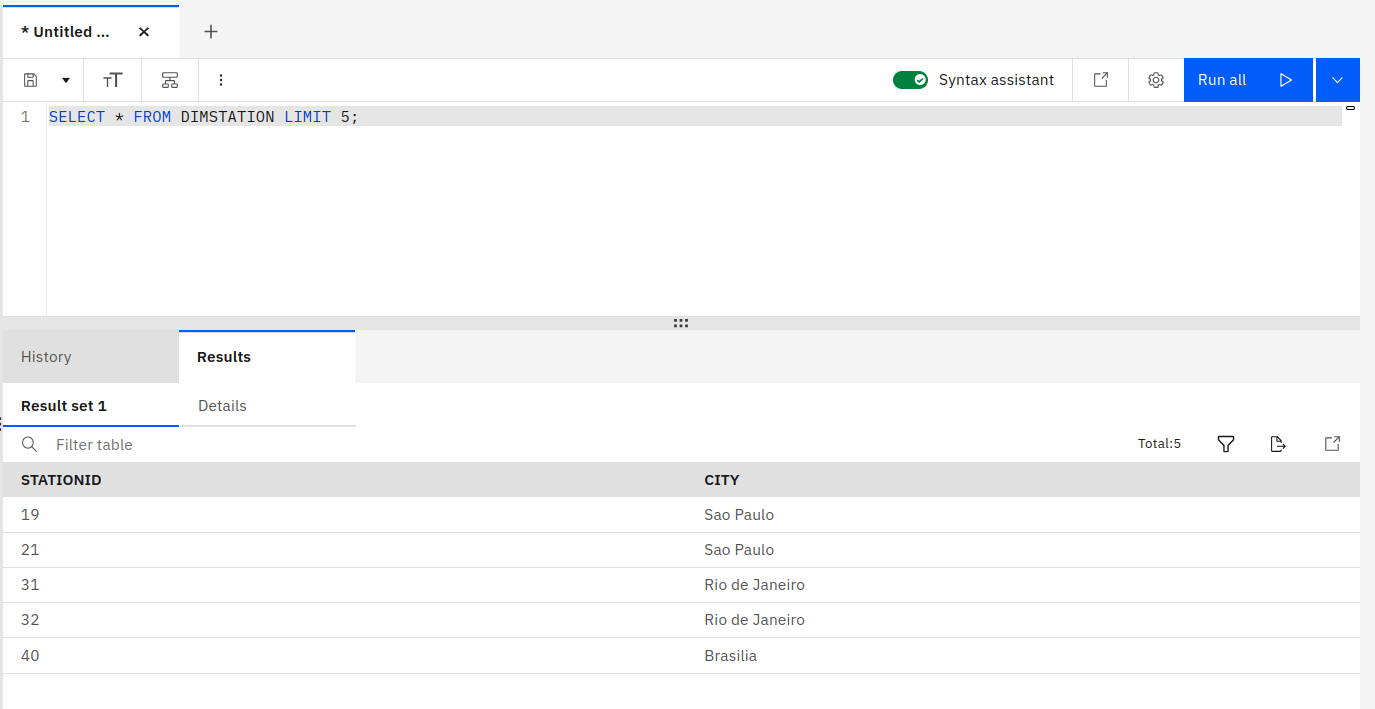 * Untitled ...
Syntax assistant
Run all
1 SELECT * FROM DIMSTATION LIMIT 5;
History Results
Result set 1 Details
Filter table Total:5
STATIONID CITY
19 Sao Paulo
21 Sao Paulo
31 Rio de Janeiro
32 Rio de Janeiro
40 Brasilia